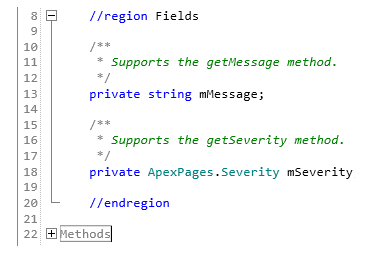 8 //region Fields
9
10 /**
11 * Supports the getMessage method.
12 */
13 private string mMessage;
14
15 /**
16 * Supports the getSeverity method.
17 */
18 private ApexPages.Severity mSeverity
19
20 //endregion
21
22 Methods